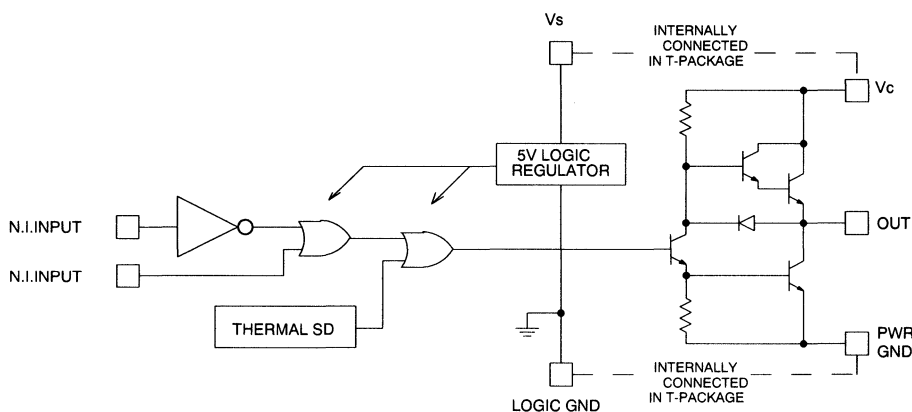 Vs
INTERNALLY
CONNECTED
IN T-PACKAGE
Vc
5V LOGIC
REGULATOR
N.I.INPUT
OUT
N.I.INPUT
THERMAL SD
PWR
GND
INTERNALLY
CONNECTED
IN T-PACKAGE
LOGIC GND